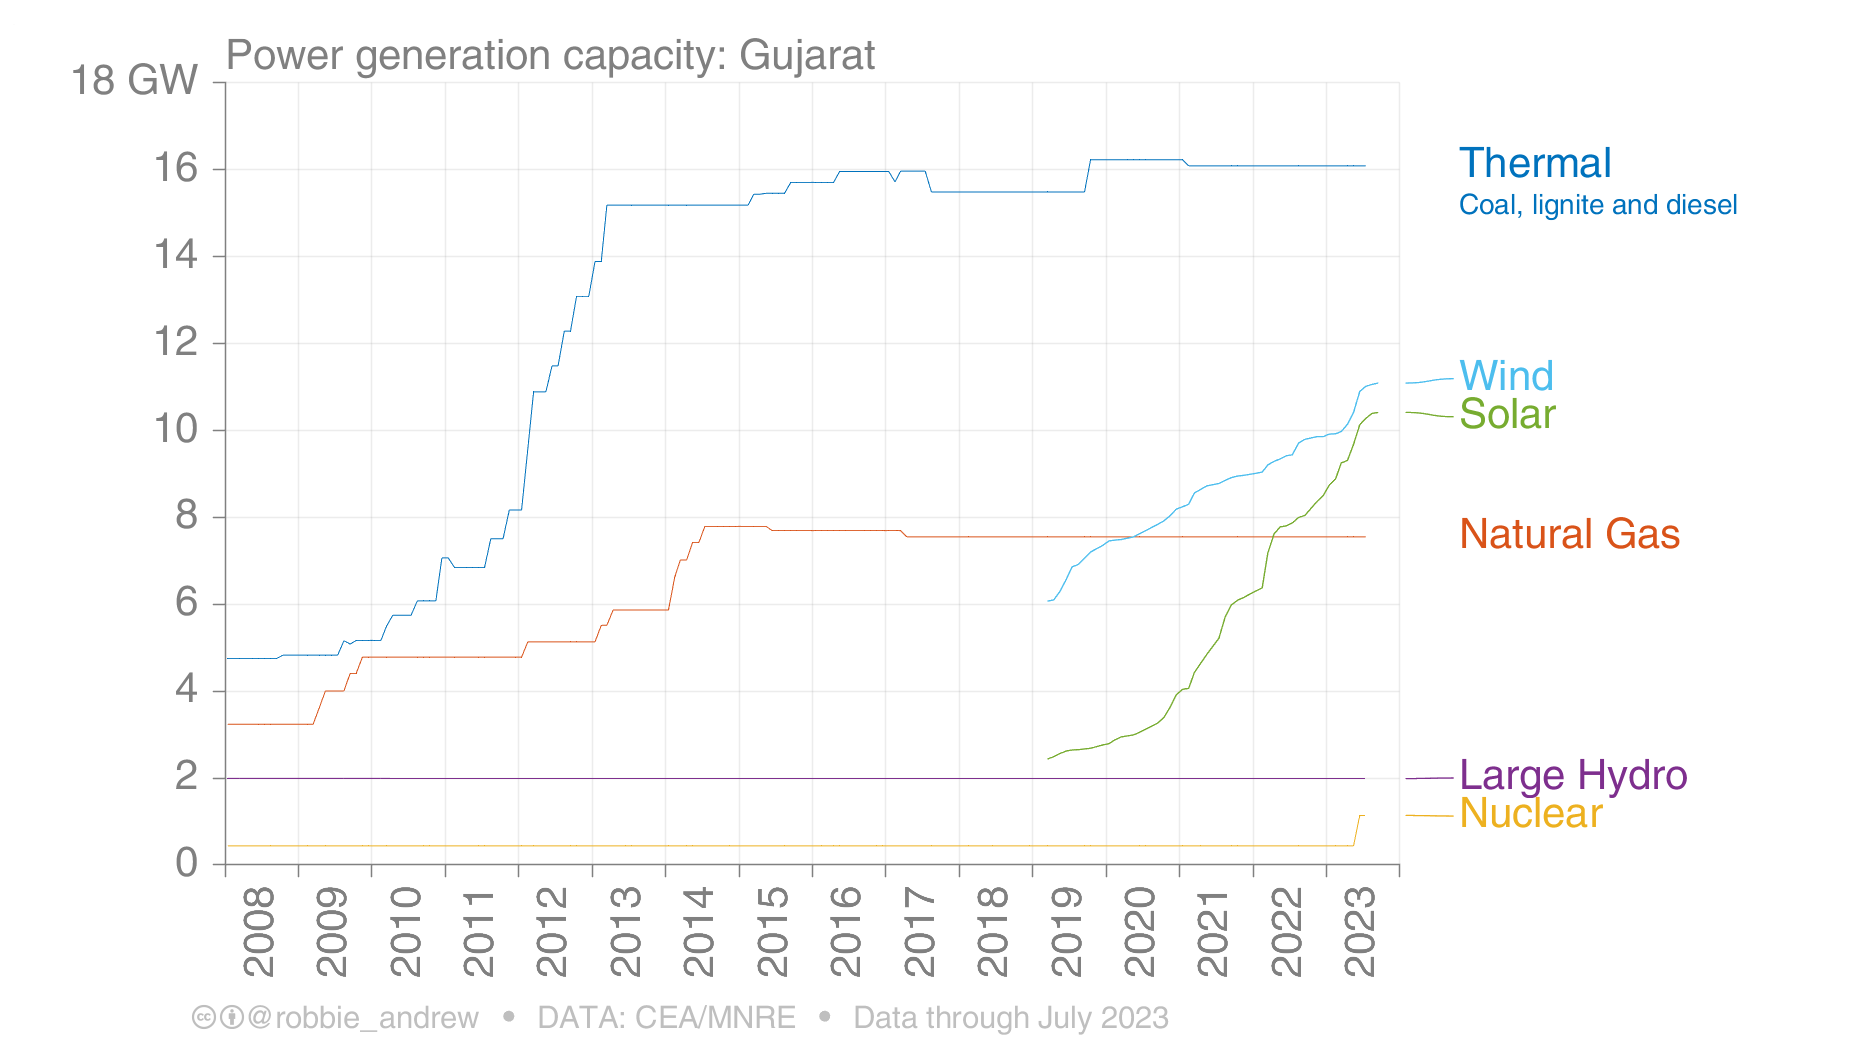 Power generation capacity: Gujarat
18 GW
16
14
12
10
8
6
4
2
0
Thermal
Coal, lignite and diesel
Wind
Solar
Natural Gas
Large Hydro
Nuclear
2008 2009 2010 2011 2012 2013 2014 2015 2016 2017 2018 2019 2020 2021 2022 2023
cc @robbie_andrew • DATA: CEA/MNRE • Data through July 2023